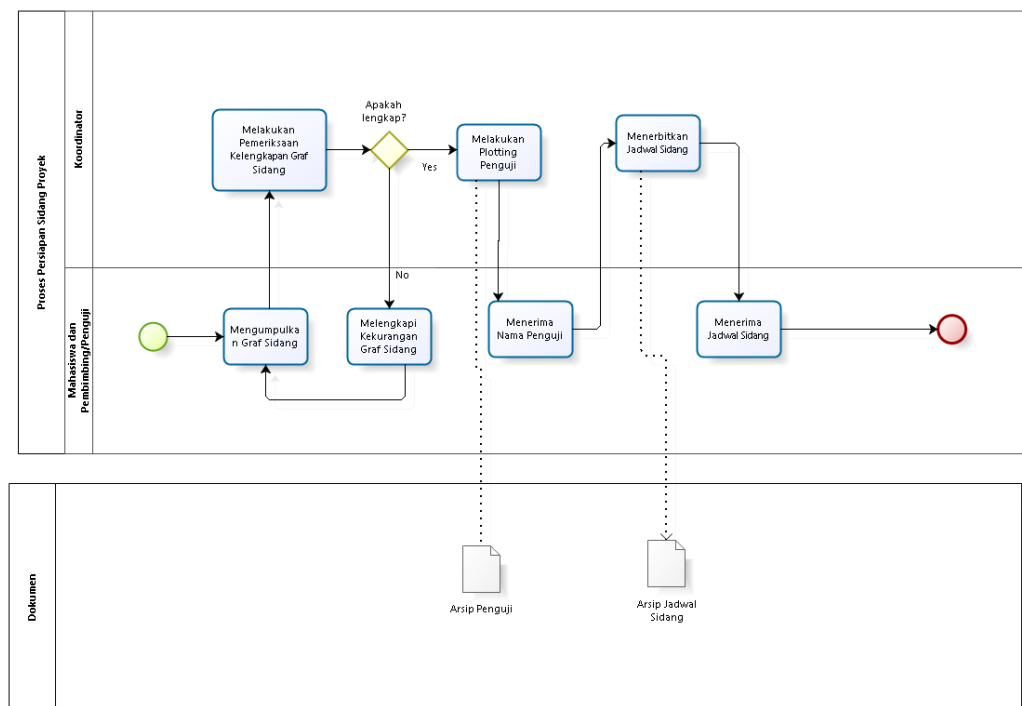 Proses Persiapan Sidang Proyek
Koordinator
Melakukan
Pemeriksaan
Kelengkapan Graf
Sidang
Apakah
lengkap?
Yes
Melakukan
Plotting
Penguji
Menerbitkan
Jadwal Sidang
No
Mahasiswa dan
Pembimbing/Penguji
Mengumpulka
n Graf Sidang
Melengkapi
Kekurangan
Graf Sidang
Menerima
Nama Penguji
Menerima
Jadwal Sidang
Dokumen
Arsip Penguji
Arsip Jadwal
Sidang